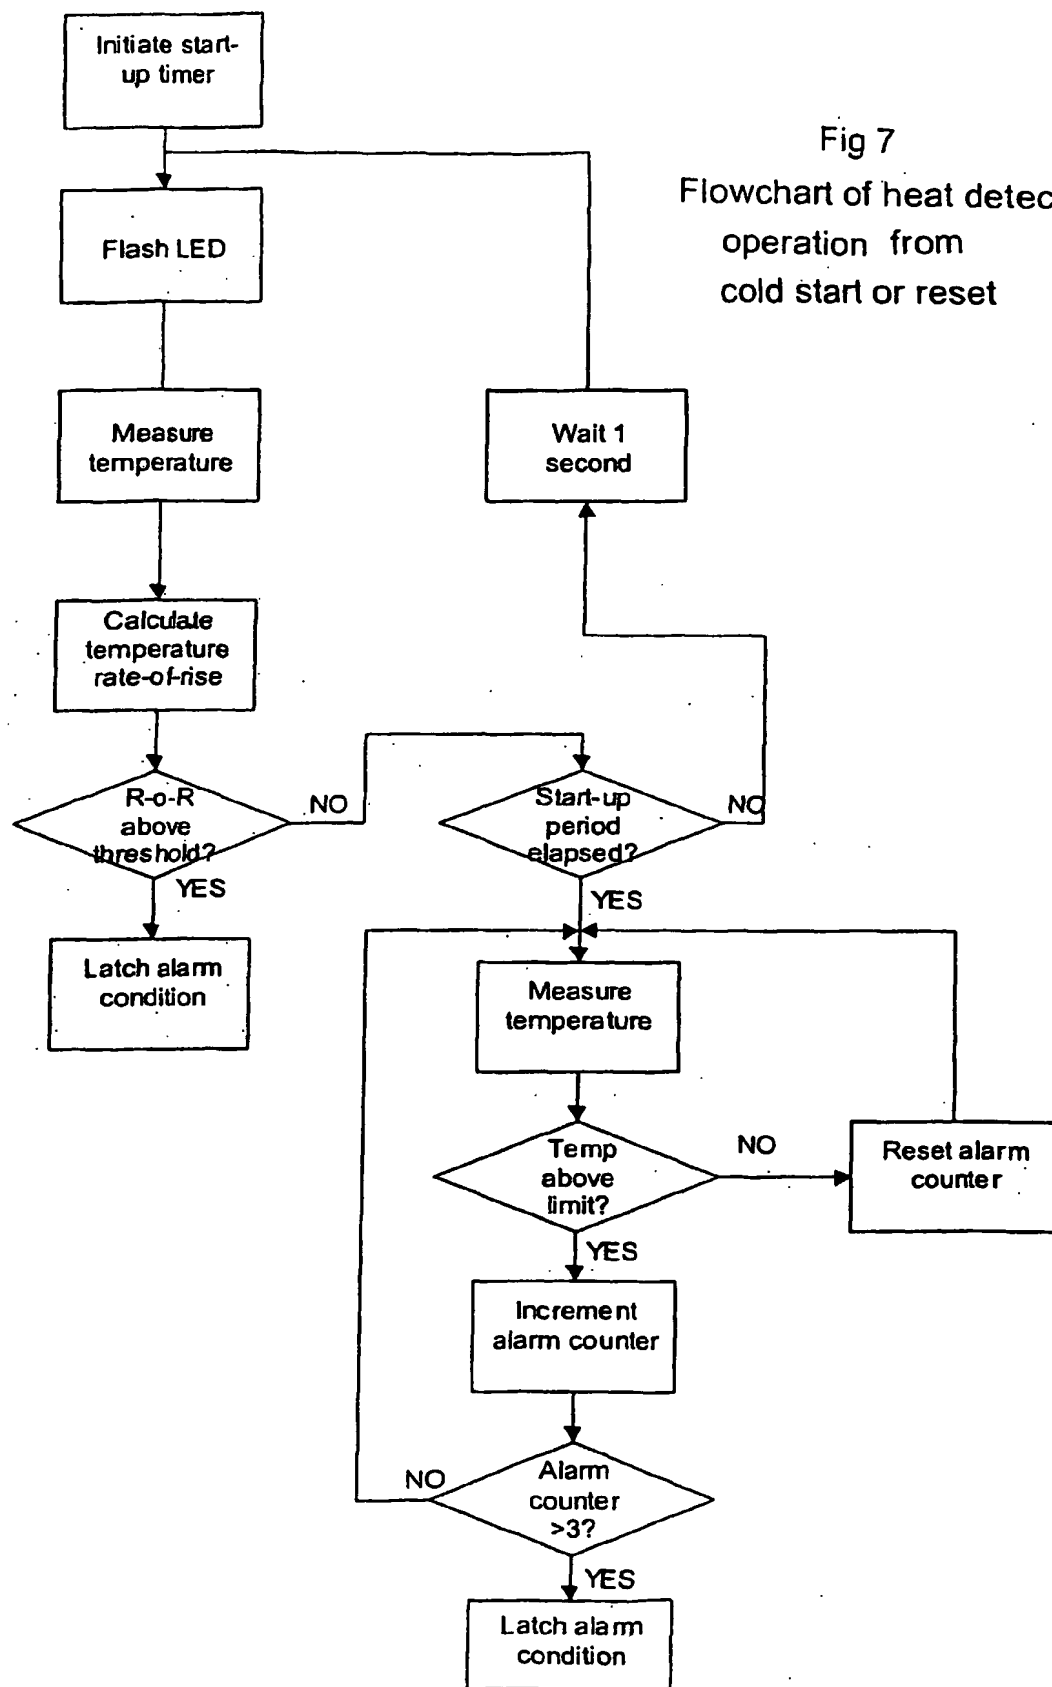 Initiate start-
up timer
Fig 7
Flowchart of heat detec
operation from
cold start or reset
Flash LED
Measure
temperature
Wait 1
second
Calculate
temperature
rate-of-rise
R-o-R
above
threshold?
NO
YES
Latch alarm
condition
Start-up
period
elapsed?
NO
YES
Measure
temperature
Temp
above
limit?
NO
Reset alarm
counter
YES
Increment
alarm counter
Alarm
counter
>3?
NO
YES
Latch alarm
condition